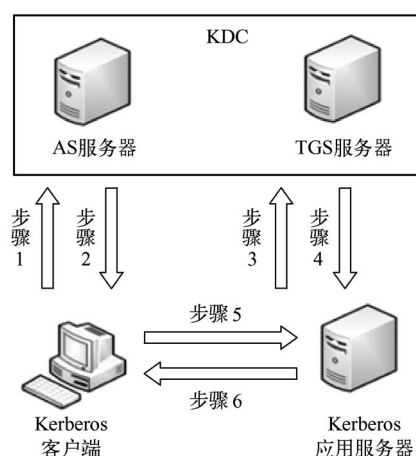 KDC
AS服务器
TGS服务器
步骤1
步骤2
步骤3
步骤4
步骤5
步骤6
Kerberos
客户端
Kerberos
应用服务器